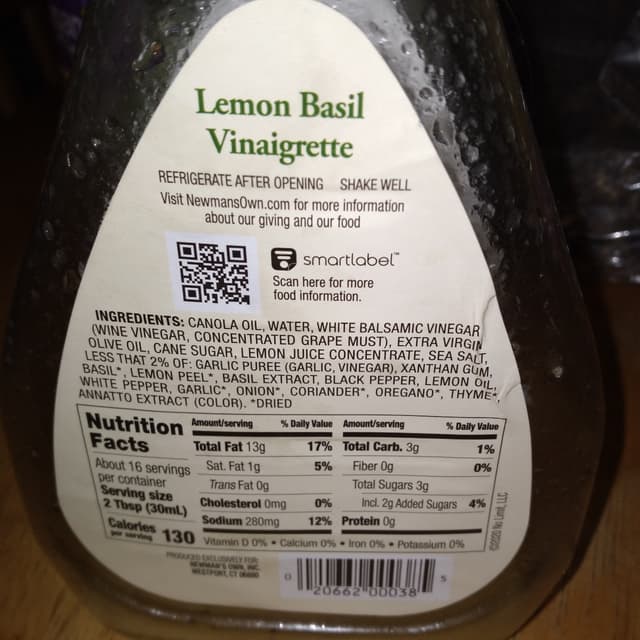 Lemon Basil
Vinaigrette
REFRIGERATE AFTER OPENING SHAKE WELL
Visit NewmansOwn.com for more information
about our giving and our food
smartlabel™
Scan here for more
food information.
INGREDIENTS: CANOLA OIL, WATER, WHITE BALSAMIC VINEGAR
(WINE VINEGAR, CONCENTRATED GRAPE MUST), EXTRA VIRGIN
OLIVE OIL, CANE SUGAR, LEMON JUICE CONCENTRATE, SEA SALT,
LESS THAT 2% OF: GARLIC PUREE (GARLIC, VINEGAR), XANTHAN GUM,
BASIL*, LEMON PEEL*, BASIL EXTRACT, BLACK PEPPER, LEMON OIL,
WHITE PEPPER, GARLIC*, ONION*, CORIANDER*, OREGANO*, THYME*,
ANNATTO EXTRACT (COLOR). *DRIED
Nutrition
Facts
About 16 servings
per container
Serving size
2 Tbsp (30mL)
Calories
per serving 130
Amount/serving % Daily Value
Total Fat 13g 17%
Sat. Fat 1g 5%
Trans Fat 0g
Cholesterol 0mg 0%
Sodium 280mg 12%
Amount/serving % Daily Value
Total Carb. 3g 1%
Fiber 0g 0%
Total Sugars 3g
Incl. 2g Added Sugars 4%
Protein 0g
Vitamin D 0% • Calcium 0% • Iron 0% • Potassium 0%
©2020 No Limit, LLC
PRODUCED EXCLUSIVELY FOR:
NEWMAN'S OWN, INC.
WESTPORT, CT 06880
0 20662 00038 5